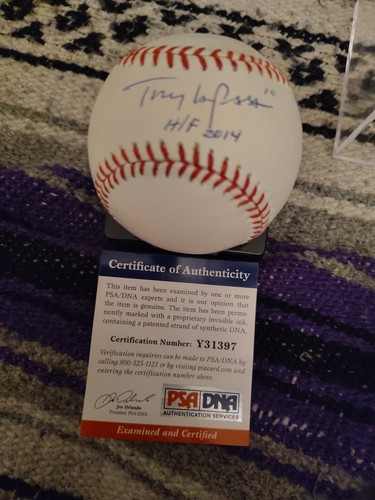 Tony La Russa "10"
H/F 2014
Certificate of Authenticity
This item has been examined by one or more
PSA/DNA experts and it is our opinion that
the item is genuine. The item has been perma-
nently marked with a proprietary invisible ink,
containing a patented strand of synthetic DNA.
Certification Number: Y31397
Verification inquiries can be made to PSA/DNA by
calling 800-325-1121 or by visiting psacard.com and
entering the certification number above.
Joe Orlando
President, PSA/DNA
PSA DNA
AUTHENTICATION SERVICES
Examined and Certified